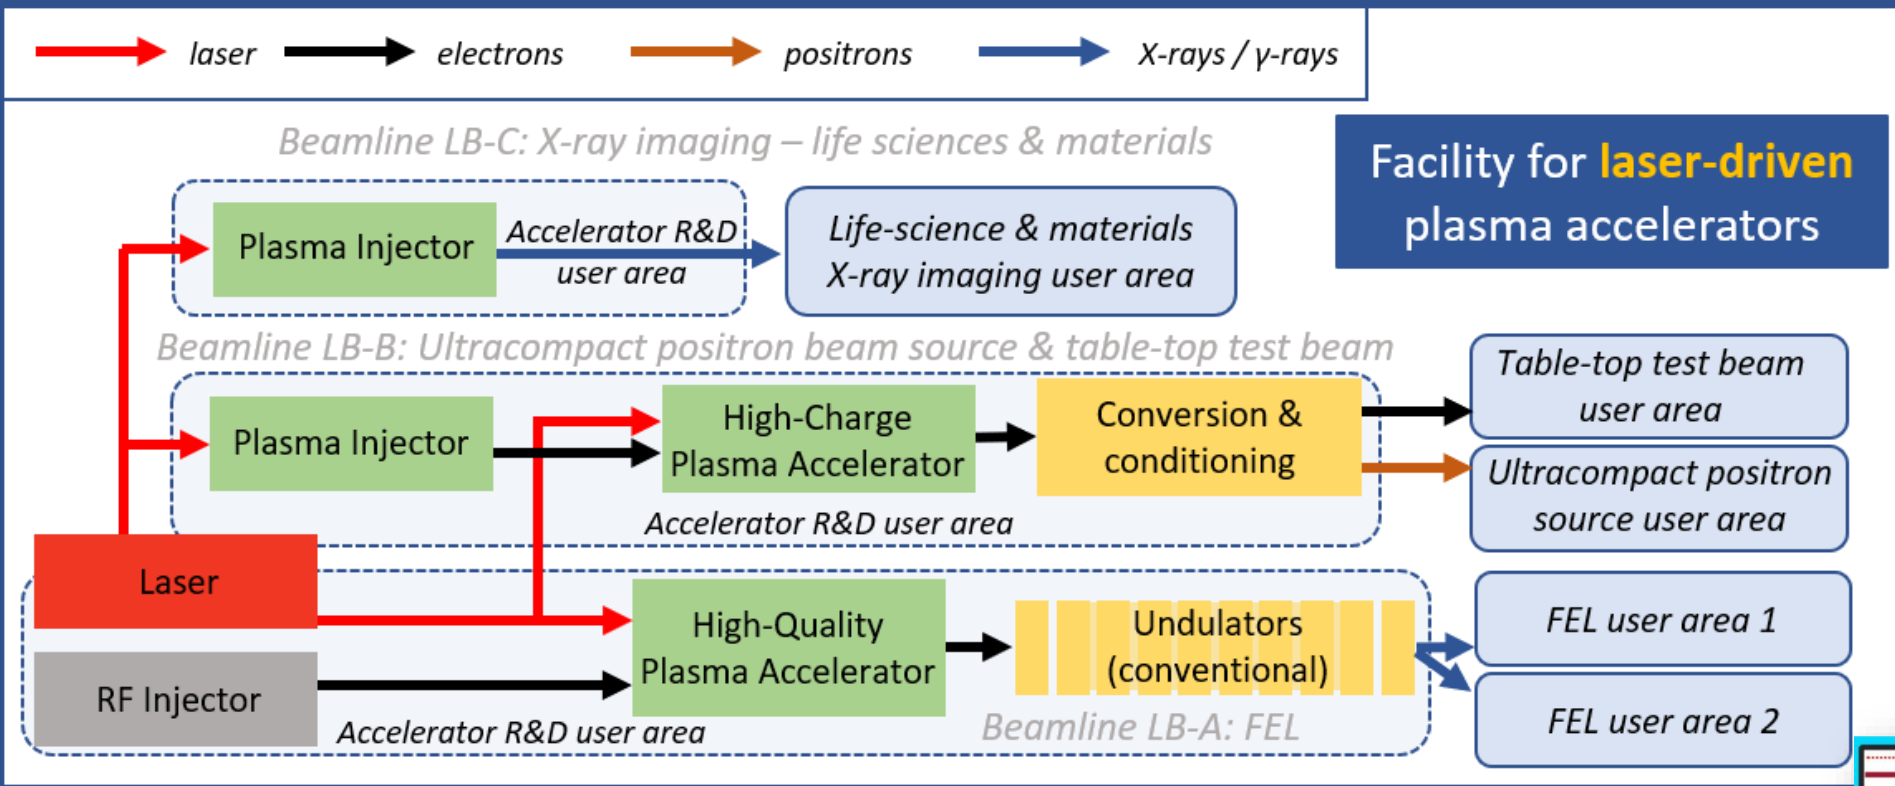 laser
electrons
positrons
X-rays / γ-rays
Beamline LB-C: X-ray imaging – life sciences & materials
Facility for laser-driven
plasma accelerators
Plasma Injector
Accelerator R&D
user area
Life-science & materials
X-ray imaging user area
Beamline LB-B: Ultracompact positron beam source & table-top test beam
Plasma Injector
High-Charge
Plasma Accelerator
Conversion &
conditioning
Table-top test beam
user area
Ultracompact positron
source user area
Accelerator R&D user area
Laser
RF Injector
High-Quality
Plasma Accelerator
Undulators
(conventional)
FEL user area 1
FEL user area 2
Accelerator R&D user area
Beamline LB-A: FEL